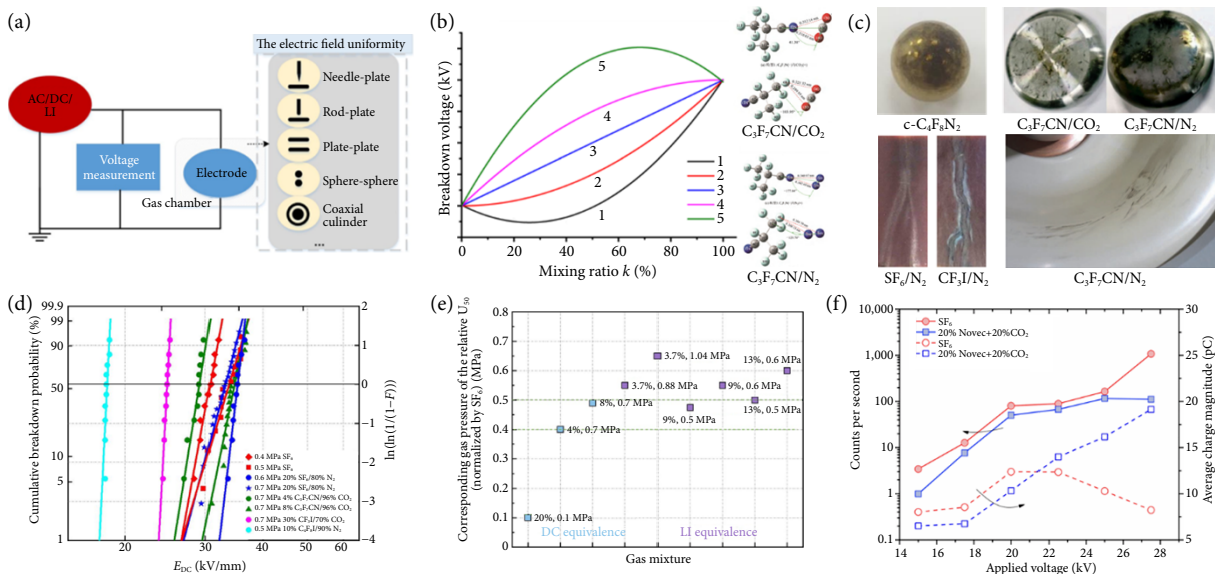 (a)
The electric field uniformity
AC/DC/
LI
Voltage
measurement
Electrode
Gas chamber
Needle-plate
Rod-plate
Plate-plate
Sphere-sphere
Coaxial
culinder
...
(b)
Breakdown voltage (kV)
5
4
3
2
1
1
2
3
4
5
0
20
40
60
80
100
Mixing ratio k (%)
C₃F₇CN/CO₂
C₃F₇CN/N₂
(c)
c-C₄F₈N₂
C₃F₇CN/CO₂
C₃F₇CN/N₂
SF₆/N₂
CF₃I/N₂
C₃F₇CN/N₂
(d)
Cumulative breakdown probability (%)
99.9
99
90
50
10
5
1
2
1
0
−1
−2
−3
−4
ln(ln(1/(1−F)))
0.4 MPa SF₆
0.5 MPa SF₆
0.6 MPa 20% SF₆/80% N₂
0.7 MPa 20% SF₆/80% N₂
0.7 MPa 4% C₄F₇CN/96% CO₂
0.7 MPa 8% C₄F₇CN/96% CO₂
0.7 MPa 30% CF₃I/70% CO₂
0.5 MPa 10% C₃F₃I/90% N₂
20
30
40
50
60
E_DC (kV/mm)
(e)
Corresponding gas pressure of the relative U₅₀
(normalized by SF₆) (MPa)
0.8
0.7
0.6
0.5
0.4
0.3
0.2
0.1
0
3.7%, 1.04 MPa
13%, 0.6 MPa
3.7%, 0.88 MPa
9%, 0.6 MPa
8%, 0.7 MPa
13%, 0.5 MPa
9%, 0.5 MPa
4%, 0.7 MPa
20%, 0.1 MPa
DC equivalence
LI equivalence
Gas mixture
(f)
Counts per second
10,000
1,000
100
10
1
0.1
SF₆
20% Novec+20%CO₂
SF₆
20% Novec+20%CO₂
30
25
20
15
10
5
Average charge magnitude (pC)
14
16
18
20
22
24
26
28
Applied voltage (kV)